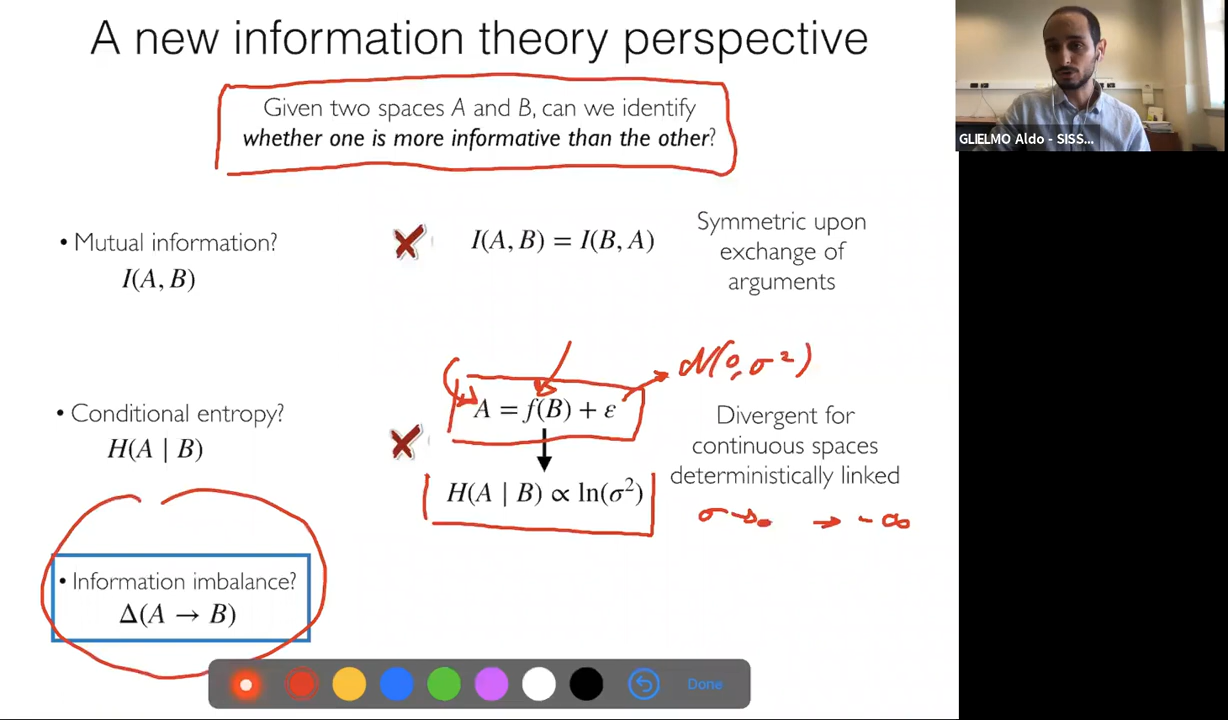 A new information theory perspective
Given two spaces A and B, can we identify
whether one is more informative than the other?
GLIELMO Aldo - SISS...
• Mutual information?
I(A, B)
I(A, B) = I(B, A)
Symmetric upon
exchange of
arguments
N(0, σ²)
• Conditional entropy?
H(A | B)
A = f(B) + ε
H(A | B) ∝ ln(σ²)
Divergent for
continuous spaces
deterministically linked
σ → 0 → - ∞
• Information imbalance?
Δ(A → B)
Done